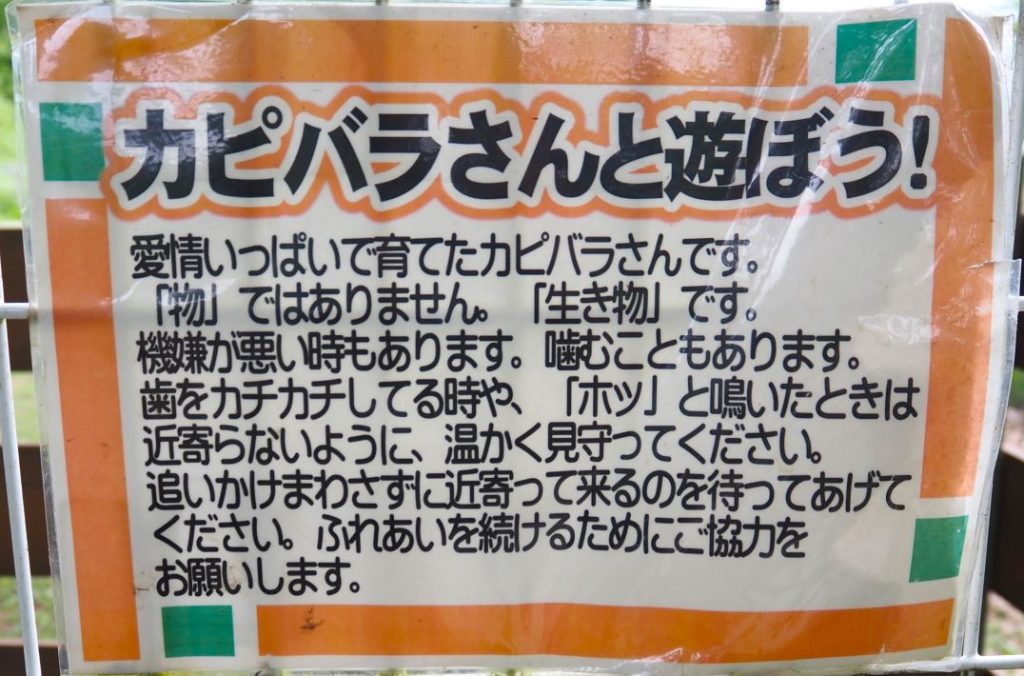 カピバラさんと遊ぼう!
愛情いっぱいで育てたカピバラさんです。
「物」ではありません。「生き物」です。
機嫌が悪い時もあります。噛むこともあります。
歯をカチカチしてる時や、「ホッ」と鳴いたときは
近寄らないように、温かく見守ってください。
追いかけまわさずに近寄って来るのを待ってあげて
ください。ふれあいを続けるためにご協力を
お願いします。